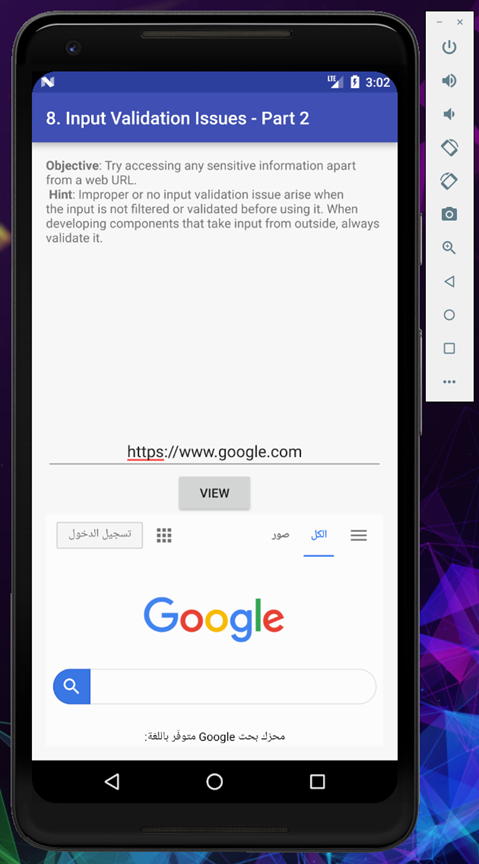 LTE 3:02
8. Input Validation Issues - Part 2
Objective: Try accessing any sensitive information apart
from a web URL.
Hint: Improper or no input validation issue arise when
the input is not filtered or validated before using it. When
developing components that take input from outside, always
validate it.
https://www.google.com
VIEW
الكل صور تسجيل الدخول
Google
محرّك بحث Google متوفّر باللغة: